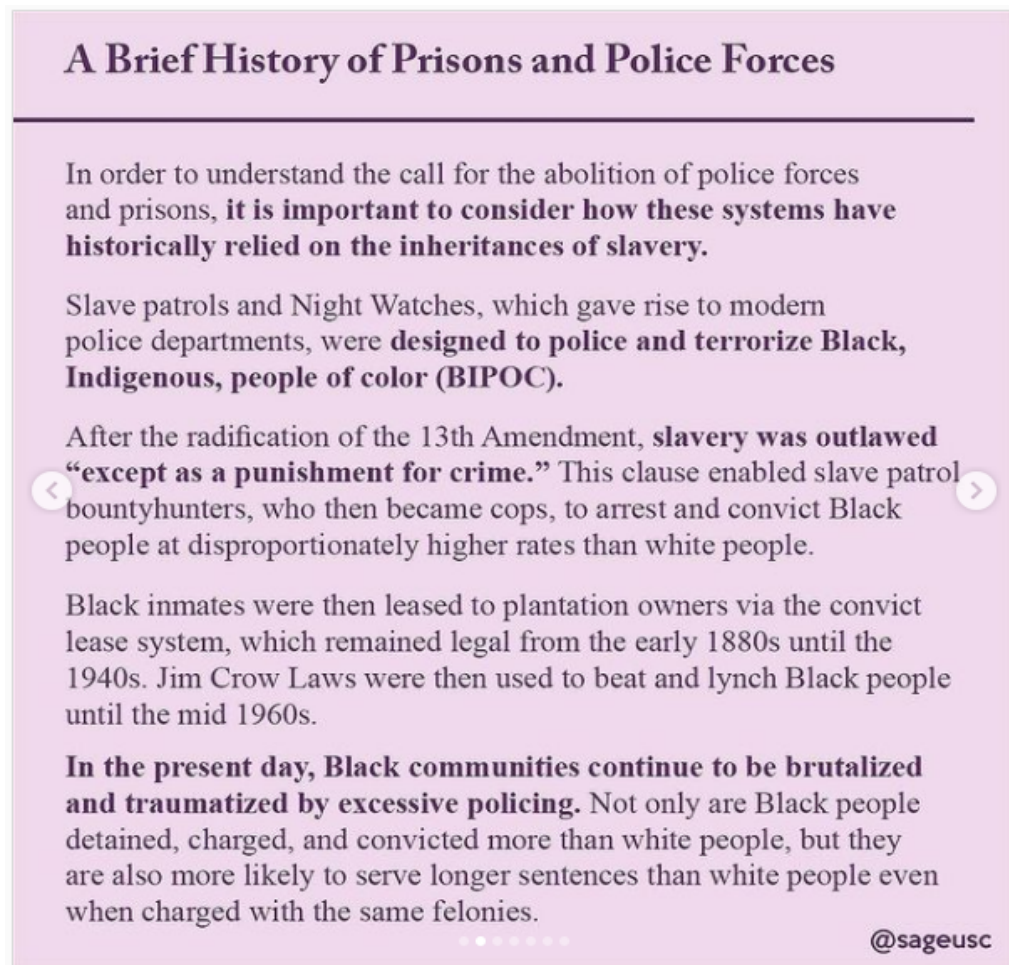 A Brief History of Prisons and Police Forces
In order to understand the call for the abolition of police forces
and prisons, it is important to consider how these systems have
historically relied on the inheritances of slavery.
Slave patrols and Night Watches, which gave rise to modern
police departments, were designed to police and terrorize Black,
Indigenous, people of color (BIPOC).
After the radification of the 13th Amendment, slavery was outlawed
“except as a punishment for crime.” This clause enabled slave patrol
bountyhunters, who then became cops, to arrest and convict Black
people at disproportionately higher rates than white people.
Black inmates were then leased to plantation owners via the convict
lease system, which remained legal from the early 1880s until the
1940s. Jim Crow Laws were then used to beat and lynch Black people
until the mid 1960s.
In the present day, Black communities continue to be brutalized
and traumatized by excessive policing. Not only are Black people
detained, charged, and convicted more than white people, but they
are also more likely to serve longer sentences than white people even
when charged with the same felonies.
@sageusc